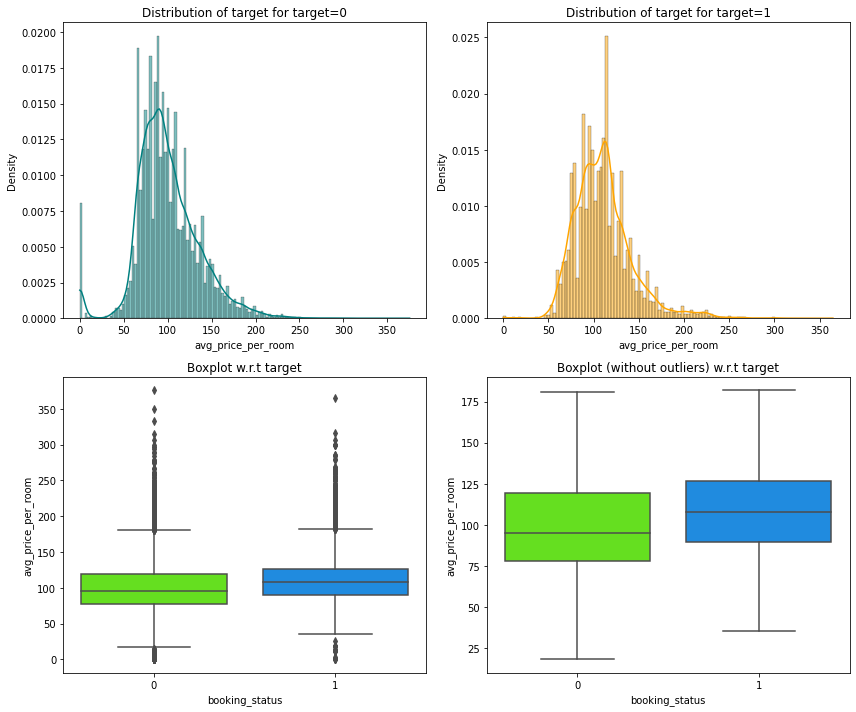 Distribution of target for target=0
Density
0.0200
0.0175
0.0150
0.0125
0.0100
0.0075
0.0050
0.0025
0.0000
0 50 100 150 200 250 300 350
avg_price_per_room
Distribution of target for target=1
Density
0.025
0.020
0.015
0.010
0.005
0.000
0 50 100 150 200 250 300 350
avg_price_per_room
Boxplot w.r.t target
avg_price_per_room
350
300
250
200
150
100
50
0
0 1
booking_status
Boxplot (without outliers) w.r.t target
avg_price_per_room
175
150
125
100
75
50
25
0 1
booking_status